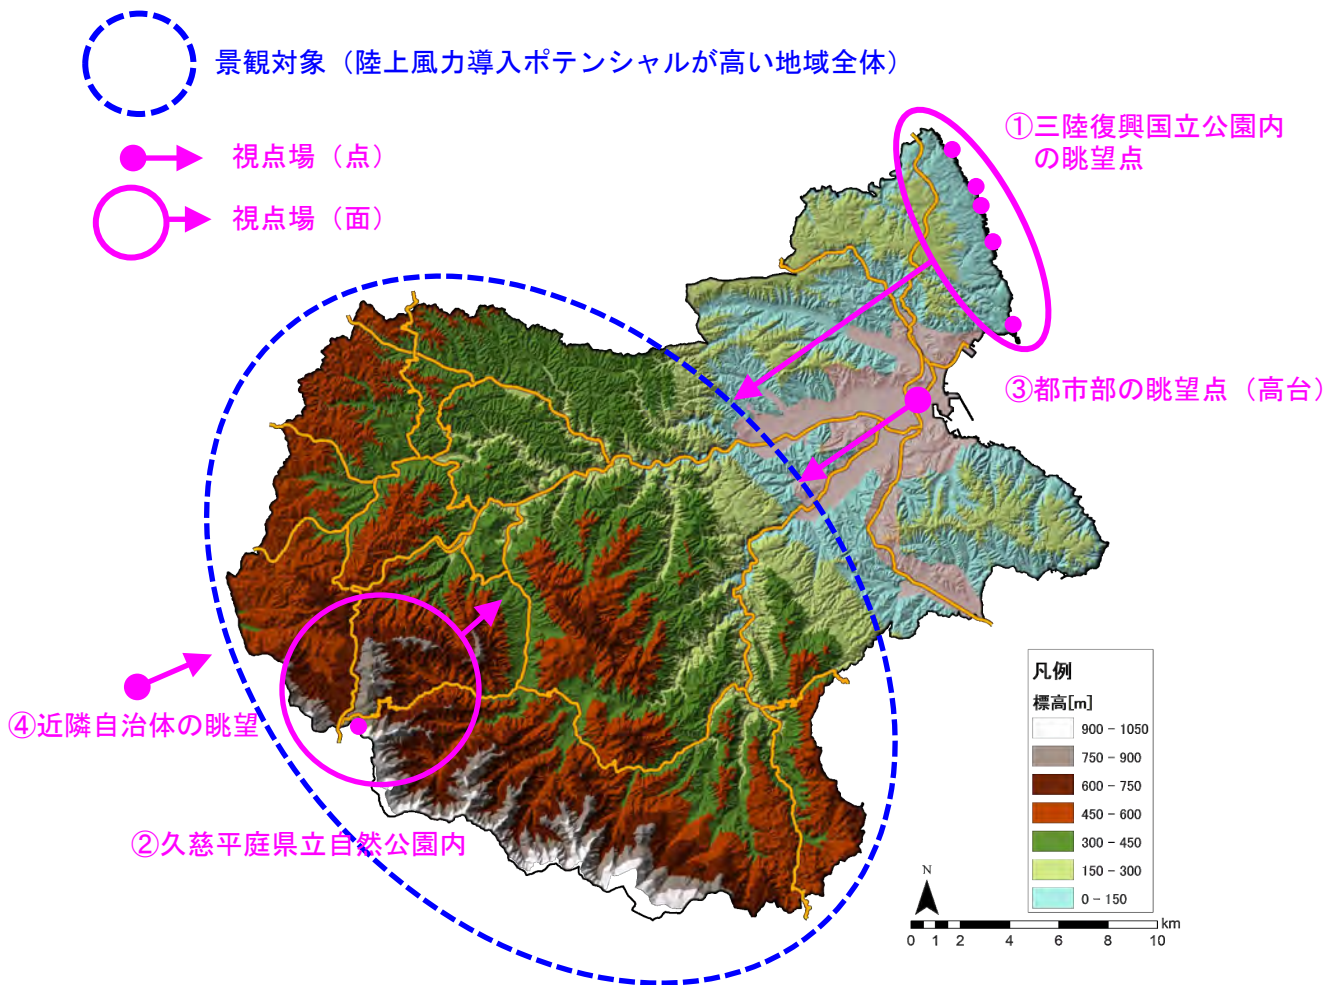 景観対象（陸上風力導入ポテンシャルが高い地域全体）
視点場（点）
視点場（面）
①三陸復興国立公園内
の眺望点
③都市部の眺望点（高台）
④近隣自治体の眺望
②久慈平庭県立自然公園内
凡例
標高[m]
900 - 1050
750 - 900
600 - 750
450 - 600
300 - 450
150 - 300
0 - 150
N
km
0 1 2 4 6 8 10